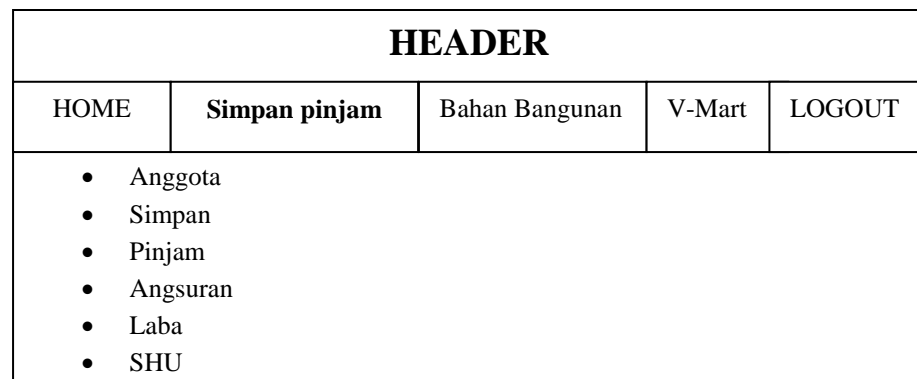 HEADER
HOME Simpan pinjam Bahan Bangunan V-Mart LOGOUT
• Anggota
• Simpan
• Pinjam
• Angsuran
• Laba
• SHU